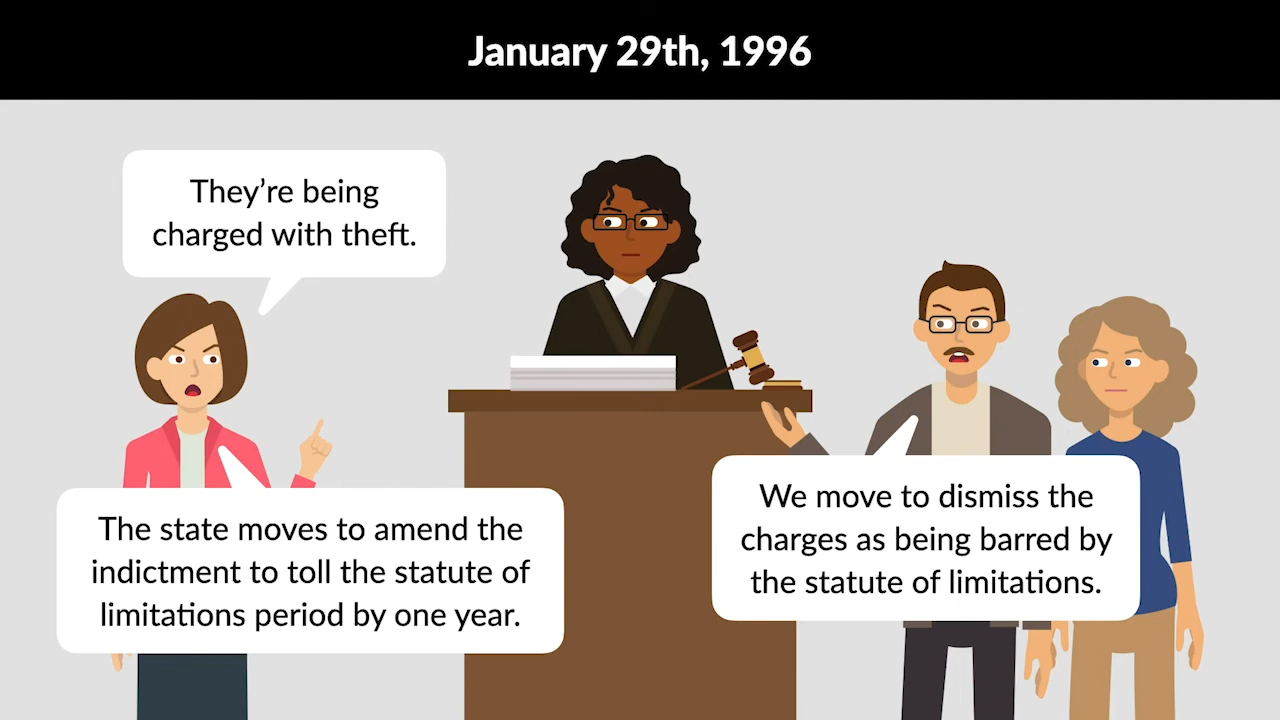 January 29th, 1996
They’re being
charged with theft.
The state moves to amend the
indictment to toll the statute of
limitations period by one year.
We move to dismiss the
charges as being barred by
the statute of limitations.